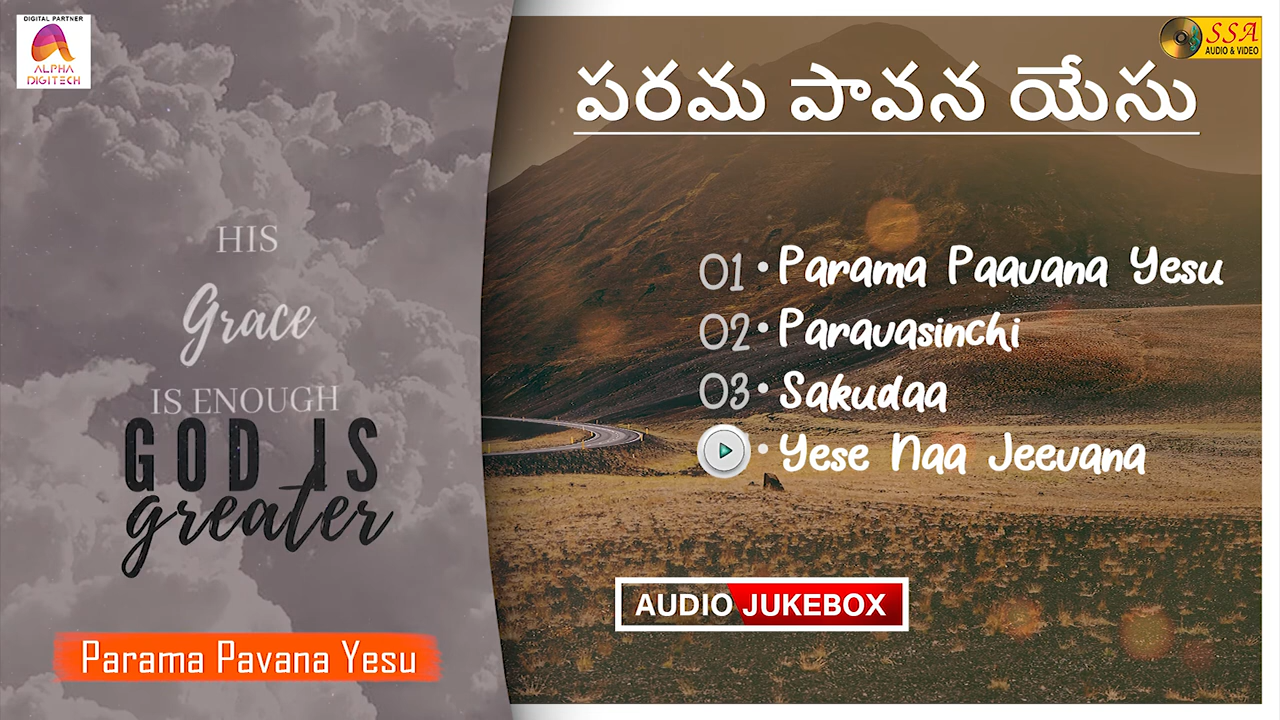 DIGITAL PARTNER
ALPHA
DIGITECH
HIS
Grace
IS ENOUGH
GOD IS
greater
Parama Pavana Yesu
SSA
AUDIO & VIDEO
పరమ పావన యేసు
01 • Parama Paavana Yesu
02 • Paravasinchi
03 • Sakudaa
• Yese Naa Jeevana
AUDIO JUKEBOX